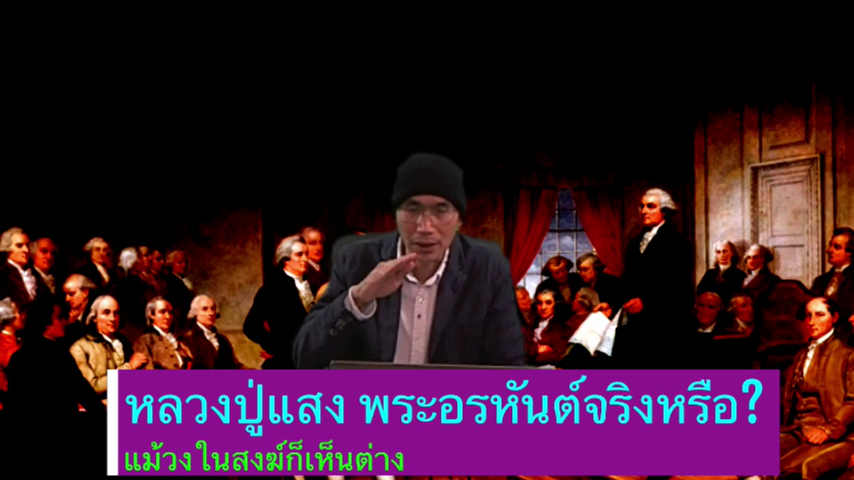 หลวงปู่แสง พระอรหันต์จริงหรือ?
แม้วงในสงฆ์ก็เห็นต่าง